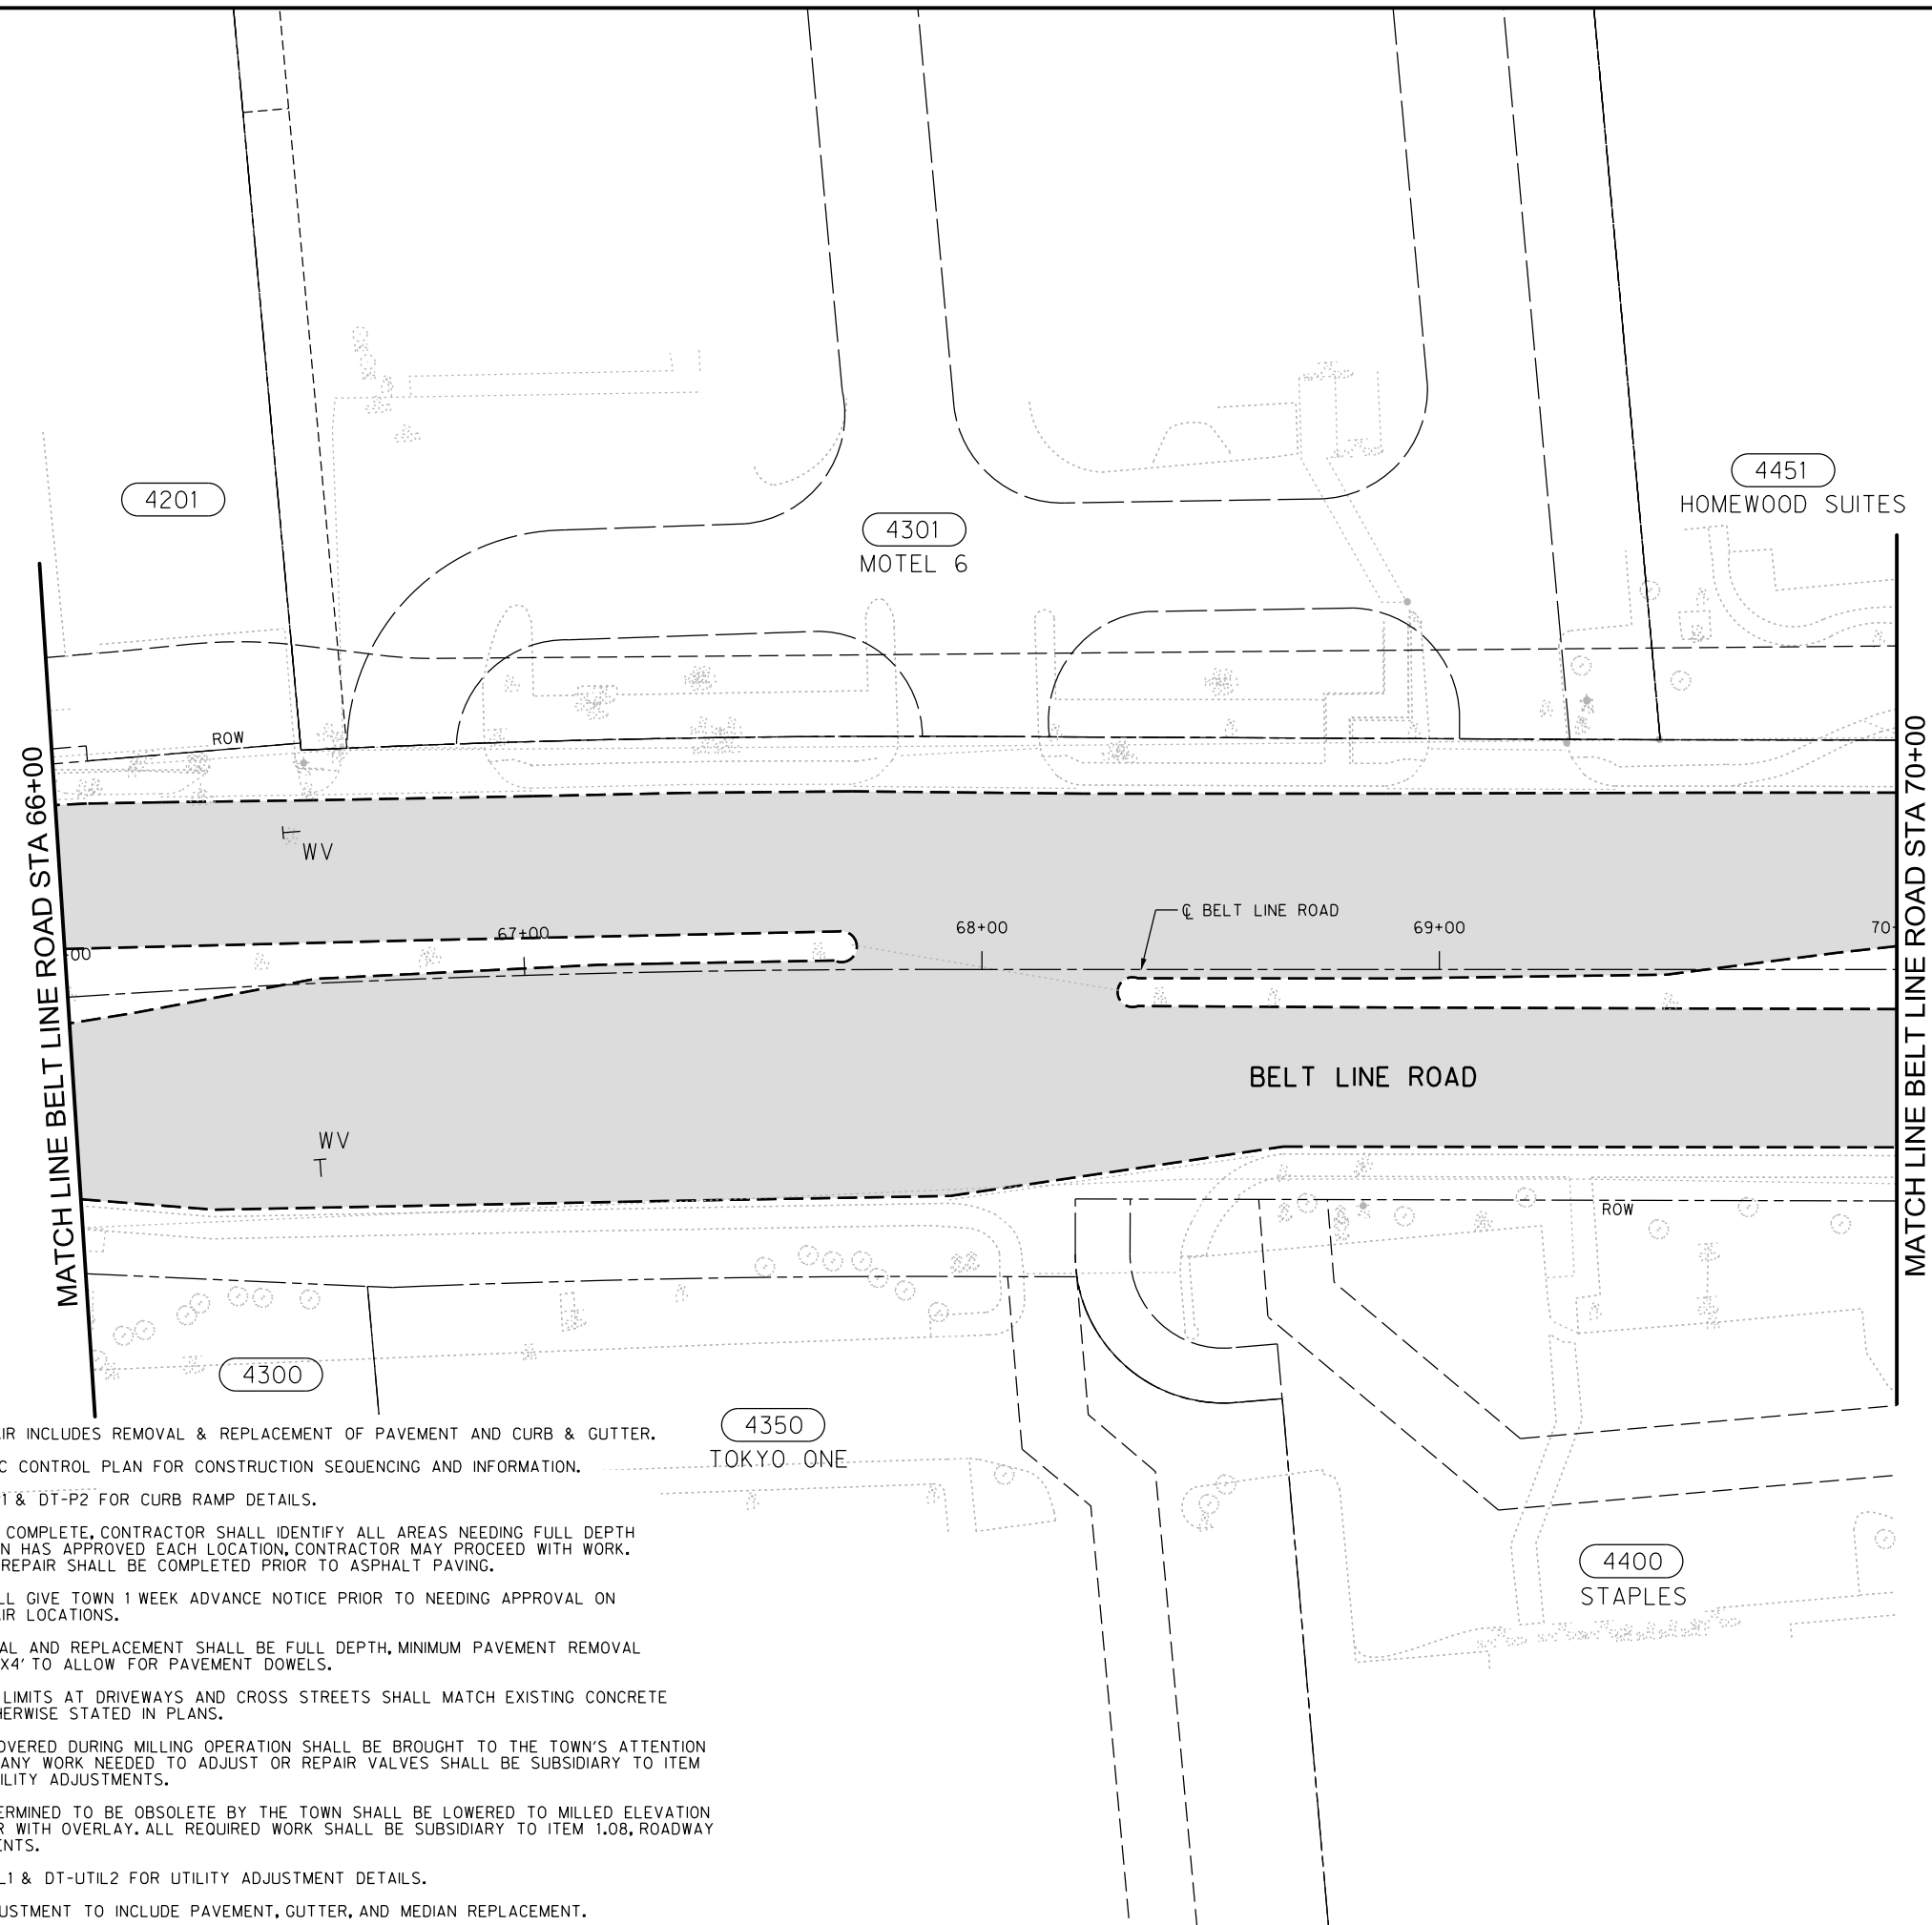 4201
4451
HOMEWOOD SUITES
4301
MOTEL 6
ROW
MATCH LINE BELT LINE ROAD STA 66+00
MATCH LINE BELT LINE ROAD STA 70+00
WV
℄ BELT LINE ROAD
67+00
68+00
69+00
70+
00
BELT LINE ROAD
WV
ROW
4300
4350
TOKYO ONE
4400
STAPLES
IR INCLUDES REMOVAL & REPLACEMENT OF PAVEMENT AND CURB & GUTTER.
C CONTROL PLAN FOR CONSTRUCTION SEQUENCING AND INFORMATION.
1 & DT-P2 FOR CURB RAMP DETAILS.
COMPLETE, CONTRACTOR SHALL IDENTIFY ALL AREAS NEEDING FULL DEPTH
N HAS APPROVED EACH LOCATION, CONTRACTOR MAY PROCEED WITH WORK.
REPAIR SHALL BE COMPLETED PRIOR TO ASPHALT PAVING.
LL GIVE TOWN 1 WEEK ADVANCE NOTICE PRIOR TO NEEDING APPROVAL ON
IR LOCATIONS.
AL AND REPLACEMENT SHALL BE FULL DEPTH, MINIMUM PAVEMENT REMOVAL
X4' TO ALLOW FOR PAVEMENT DOWELS.
LIMITS AT DRIVEWAYS AND CROSS STREETS SHALL MATCH EXISTING CONCRETE
HERWISE STATED IN PLANS.
OVERED DURING MILLING OPERATION SHALL BE BROUGHT TO THE TOWN'S ATTENTION
ANY WORK NEEDED TO ADJUST OR REPAIR VALVES SHALL BE SUBSIDIARY TO ITEM
ILITY ADJUSTMENTS.
ERMINED TO BE OBSOLETE BY THE TOWN SHALL BE LOWERED TO MILLED ELEVATION
R WITH OVERLAY. ALL REQUIRED WORK SHALL BE SUBSIDIARY TO ITEM 1.08, ROADWAY
ENTS.
L1 & DT-UTIL2 FOR UTILITY ADJUSTMENT DETAILS.
USTMENT TO INCLUDE PAVEMENT, GUTTER, AND MEDIAN REPLACEMENT.